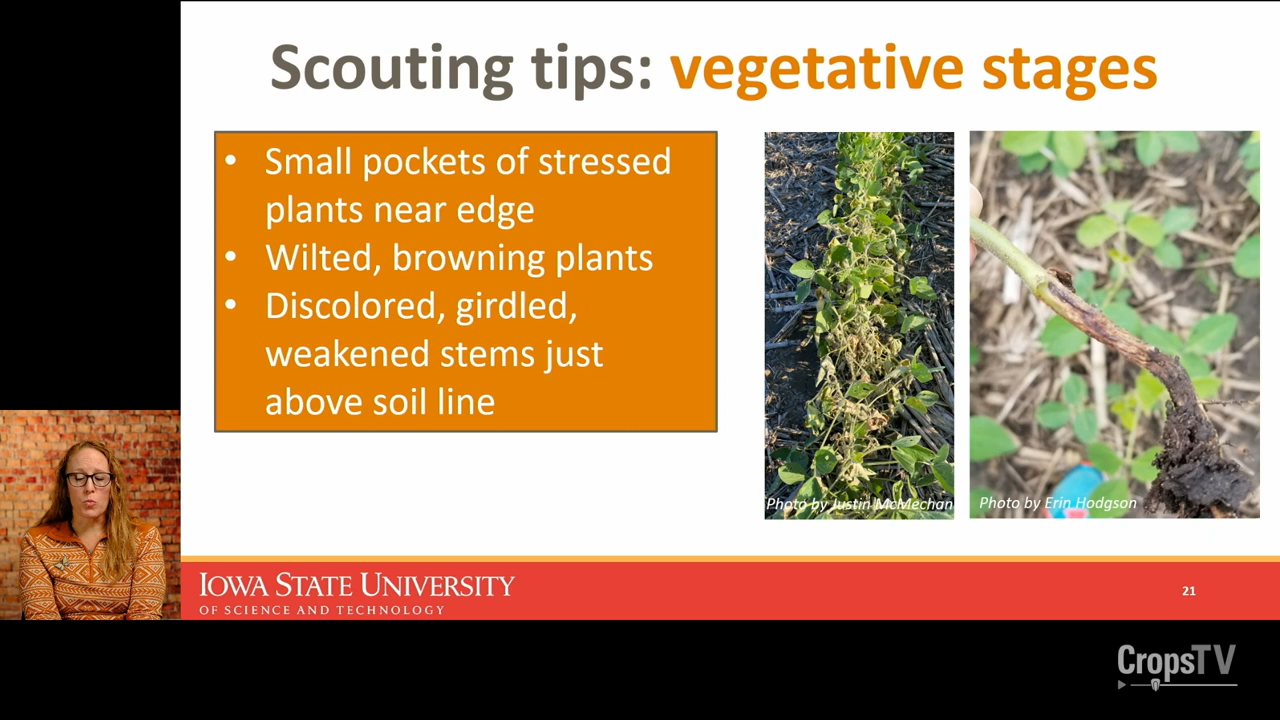 Scouting tips: vegetative stages
• Small pockets of stressed
plants near edge
• Wilted, browning plants
• Discolored, girdled,
weakened stems just
above soil line
Photo by Justin McMechan
Photo by Erin Hodgson
IOWA STATE UNIVERSITY
OF SCIENCE AND TECHNOLOGY
21
CropsTV